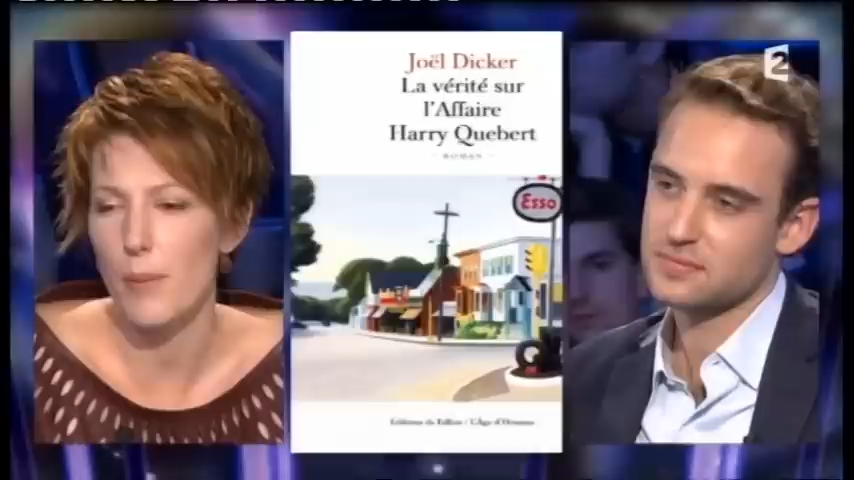 2
Joël Dicker
La vérité sur
l'Affaire
Harry Quebert
- ROMAN -
Esso
Éditions de Fallois / L'Âge d'Homme